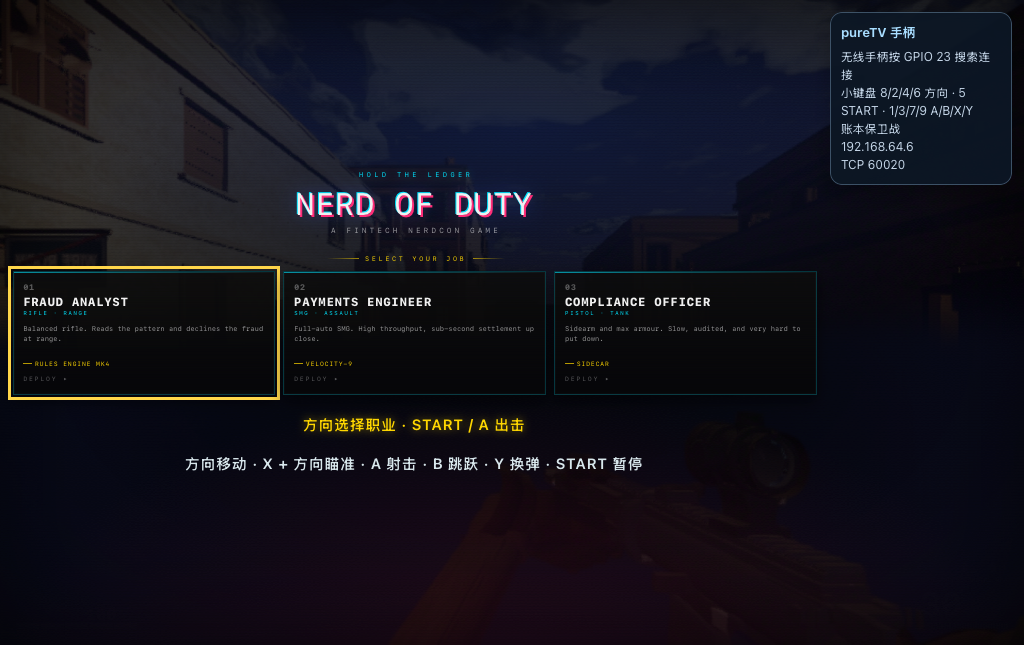 HOLD THE LEDGER
NERD OF DUTY
A FINTECH NERDCON GAME
SELECT YOUR JOB
01
FRAUD ANALYST
RIFLE · RANGE
Balanced rifle. Reads the pattern and declines the fraud
at range.
RULES ENGINE MK4
DEPLOY ▸
02
PAYMENTS ENGINEER
SMG · ASSAULT
Full-auto SMG. High throughput, sub-second settlement up
close.
VELOCITY-9
DEPLOY ▸
03
COMPLIANCE OFFICER
PISTOL · TANK
Sidearm and max armour. Slow, audited, and very hard to
put down.
SIDECAR
DEPLOY ▸
方向选择职业 · START / A 出击
方向移动 · X + 方向瞄准 · A 射击 · B 跳跃 · Y 换弹 · START 暂停
pureTV 手柄
无线手柄按 GPIO 23 搜索连
接
小键盘 8/2/4/6 方向 · 5
START · 1/3/7/9 A/B/X/Y
账本保卫战
192.168.64.6
TCP 60020